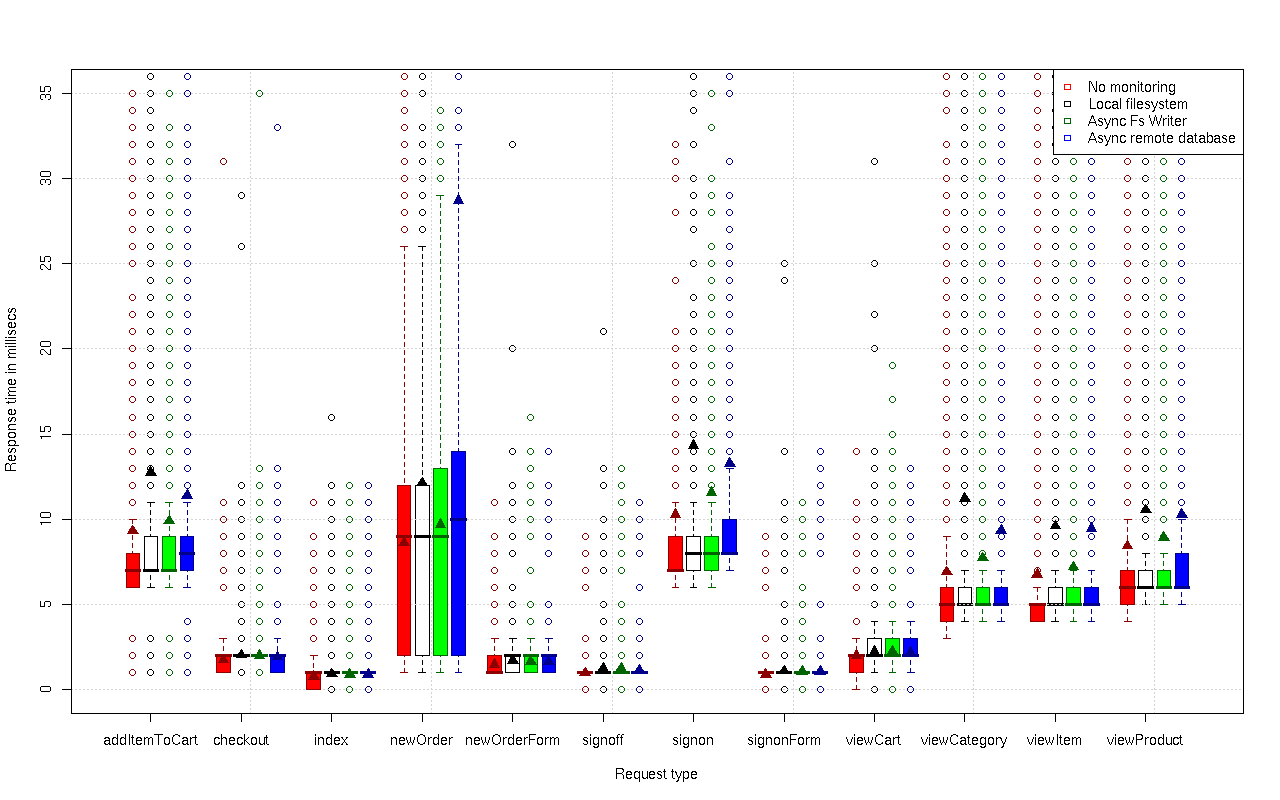 No monitoring
Local filesystem
Async Fs Writer
Async remote database
Response time in millisecs
35
30
25
20
15
10
5
0
addItemToCart checkout index newOrder newOrderForm signoff signon signonForm viewCart viewCategory viewItem viewProduct
Request type